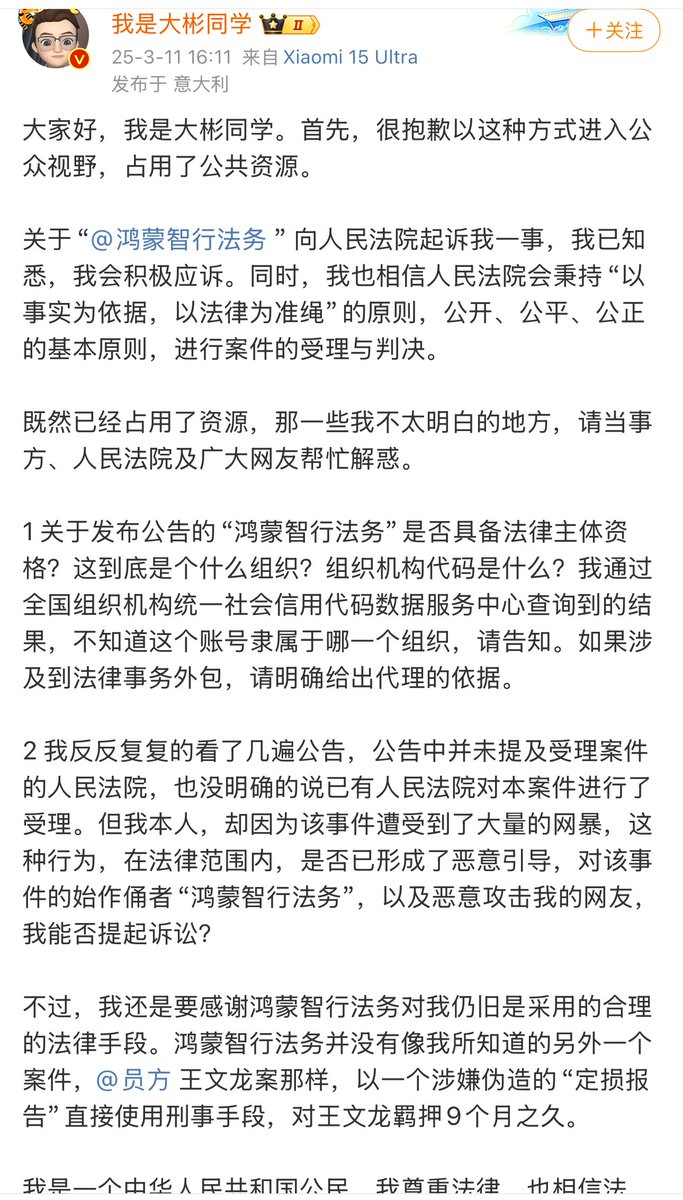 我是大彬同学 II
+关注
25-3-11 16:11 来自 Xiaomi 15 Ultra
发布于 意大利
大家好，我是大彬同学。首先，很抱歉以这种方式进入公
众视野，占用了公共资源。
关于“@鸿蒙智行法务 ”向人民法院起诉我一事，我已知
悉，我会积极应诉。同时，我也相信人民法院会秉持“以
事实为依据，以法律为准绳”的原则，公开、公平、公正
的基本原则，进行案件的受理与判决。
既然已经占用了资源，那一些我不太明白的地方，请当事
方、人民法院及广大网友帮忙解惑。
1 关于发布公告的“鸿蒙智行法务”是否具备法律主体资
格？这到底是个什么组织？组织机构代码是什么？我通过
全国组织机构统一社会信用代码数据服务中心查询到的结
果，不知道这个账号隶属于哪一个组织，请告知。如果涉
及到法律事务外包，请明确给出代理的依据。
2 我反反复复的看了几遍公告，公告中并未提及受理案件
的人民法院，也没明确的说已有人民法院对本案件进行了
受理。但我本人，却因为该事件遭受到了大量的网暴，这
种行为，在法律范围内，是否已形成了恶意引导，对该事
件的始作俑者“鸿蒙智行法务”，以及恶意攻击我的网友，
我能否提起诉讼？
不过，我还是要感谢鸿蒙智行法务对我仍旧是采用的合理
的法律手段。鸿蒙智行法务并没有像我所知道的另外一个
案件，@员方 王文龙案那样，以一个涉嫌伪造的“定损报
告”直接使用刑事手段，对王文龙羁押9个月之久。
我是一个中华人民共和国公民，我尊重法律，也相信法